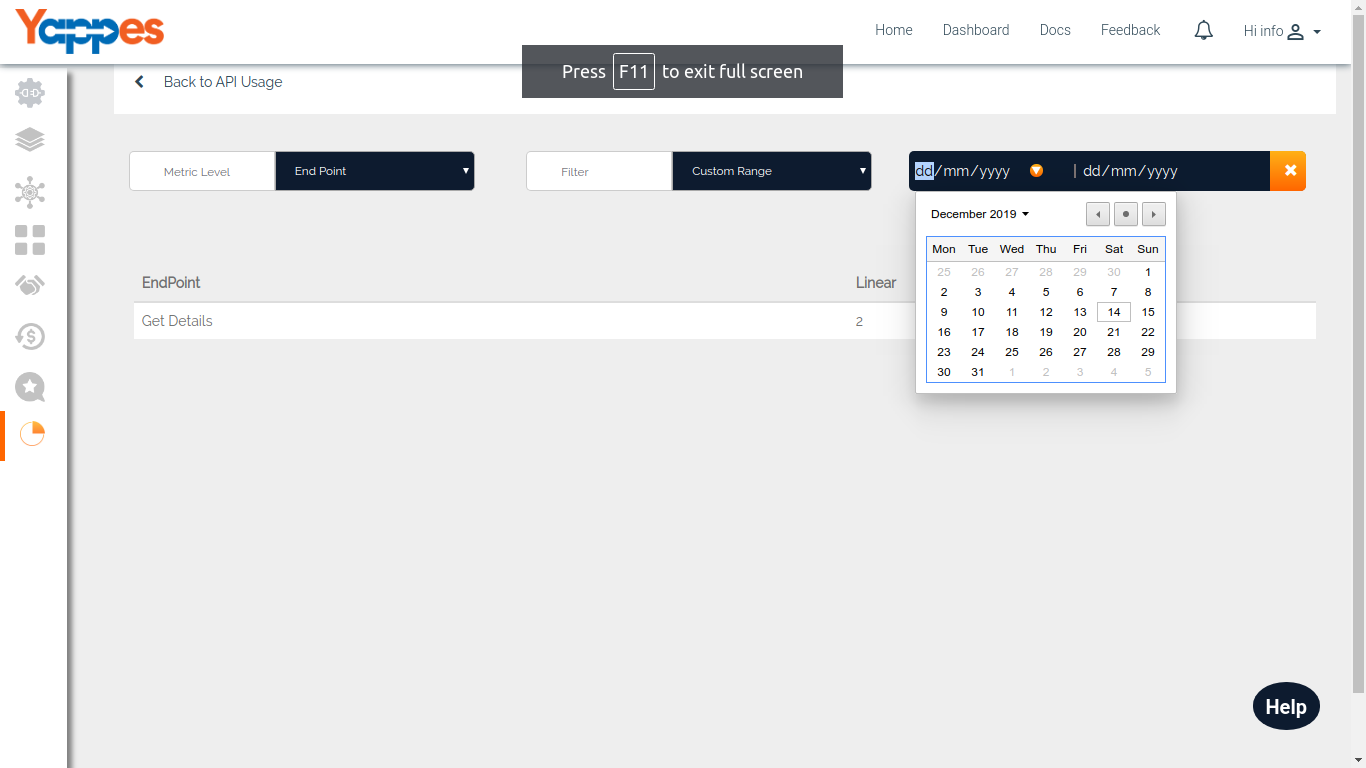 Yappes
Home Dashboard Docs Feedback Hi info
Press F11 to exit full screen
Back to API Usage
Metric Level End Point Filter Custom Range dd/mm/yyyy | dd/mm/yyyy
December 2019
Mon Tue Wed Thu Fri Sat Sun
25 26 27 28 29 30 1
2 3 4 5 6 7 8
9 10 11 12 13 14 15
16 17 18 19 20 21 22
23 24 25 26 27 28 29
30 31 1 2 3 4 5
EndPoint Linear
Get Details 2
Help